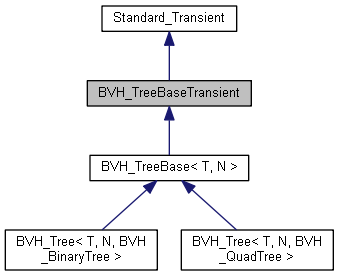 Standard_Transient
BVH_TreeBaseTransient
BVH_TreeBase< T, N >
BVH_Tree< T, N, BVH
_BinaryTree >
BVH_Tree< T, N, BVH
_QuadTree >